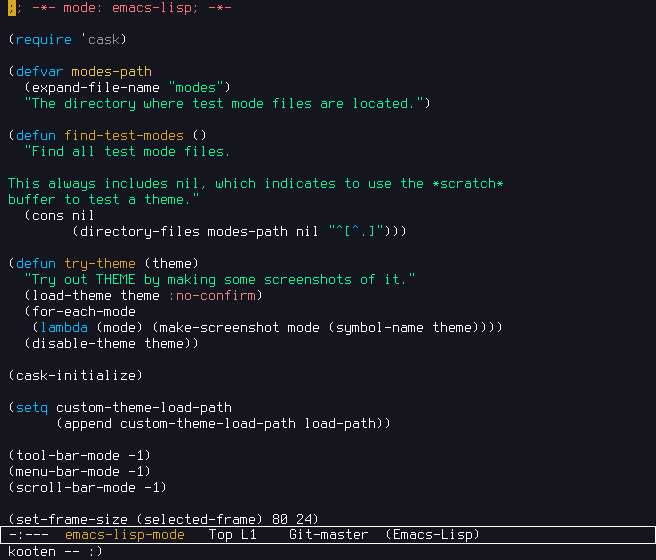 ;; -*- mode: emacs-lisp; -*-

(require 'cask)

(defvar modes-path
  (expand-file-name "modes")
  "The directory where test mode files are located.")

(defun find-test-modes ()
  "Find all test mode files.

This always includes nil, which indicates to use the *scratch*
buffer to test a theme."
  (cons nil
        (directory-files modes-path nil "^[^.]")))

(defun try-theme (theme)
  "Try out THEME by making some screenshots of it."
  (load-theme theme :no-confirm)
  (for-each-mode
   (lambda (mode) (make-screenshot mode (symbol-name theme))))
  (disable-theme theme))

(cask-initialize)

(setq custom-theme-load-path
      (append custom-theme-load-path load-path))

(tool-bar-mode -1)
(menu-bar-mode -1)
(scroll-bar-mode -1)

(set-frame-size (selected-frame) 80 24)
-:---  emacs-lisp-mode   Top L1    Git-master  (Emacs-Lisp)
kooten -- :)